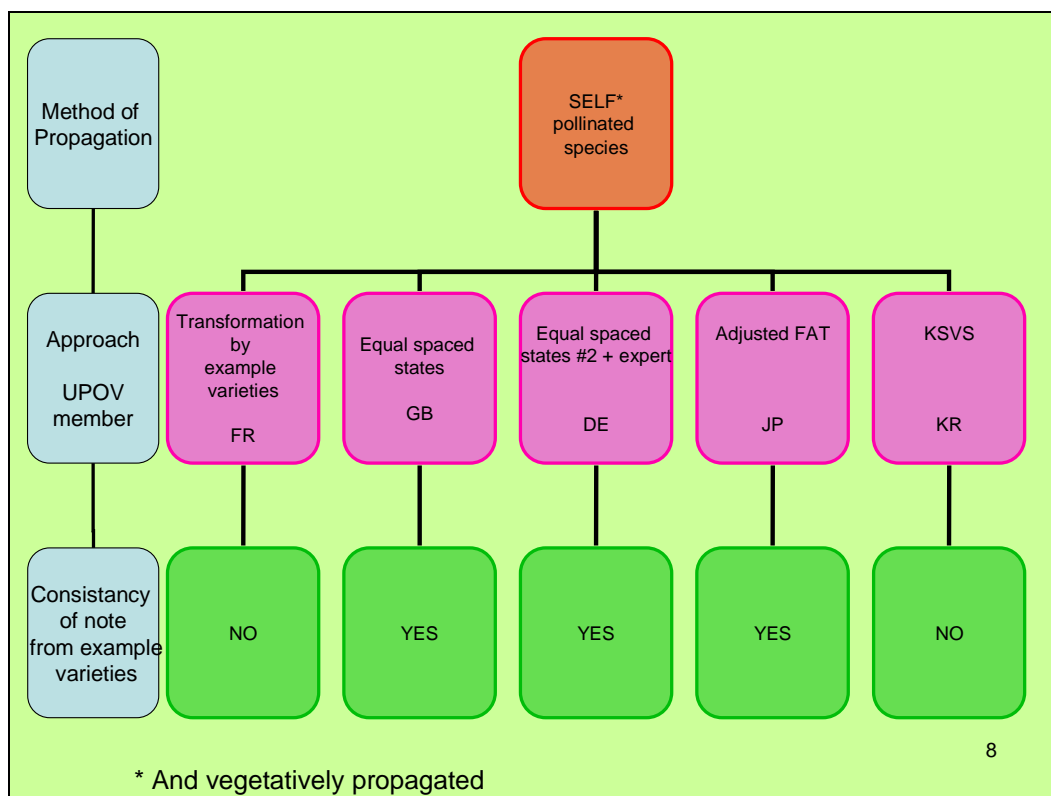 Method of
Propagation
SELF*
pollinated
species
Approach
UPOV
member
Transformation
by
example
varieties
FR
Equal spaced
states
GB
Equal spaced
states #2 + expert
DE
Adjusted FAT
JP
KSVS
KR
Consistancy
of note
from example
varieties
NO
YES
YES
YES
NO
8
* And vegetatively propagated